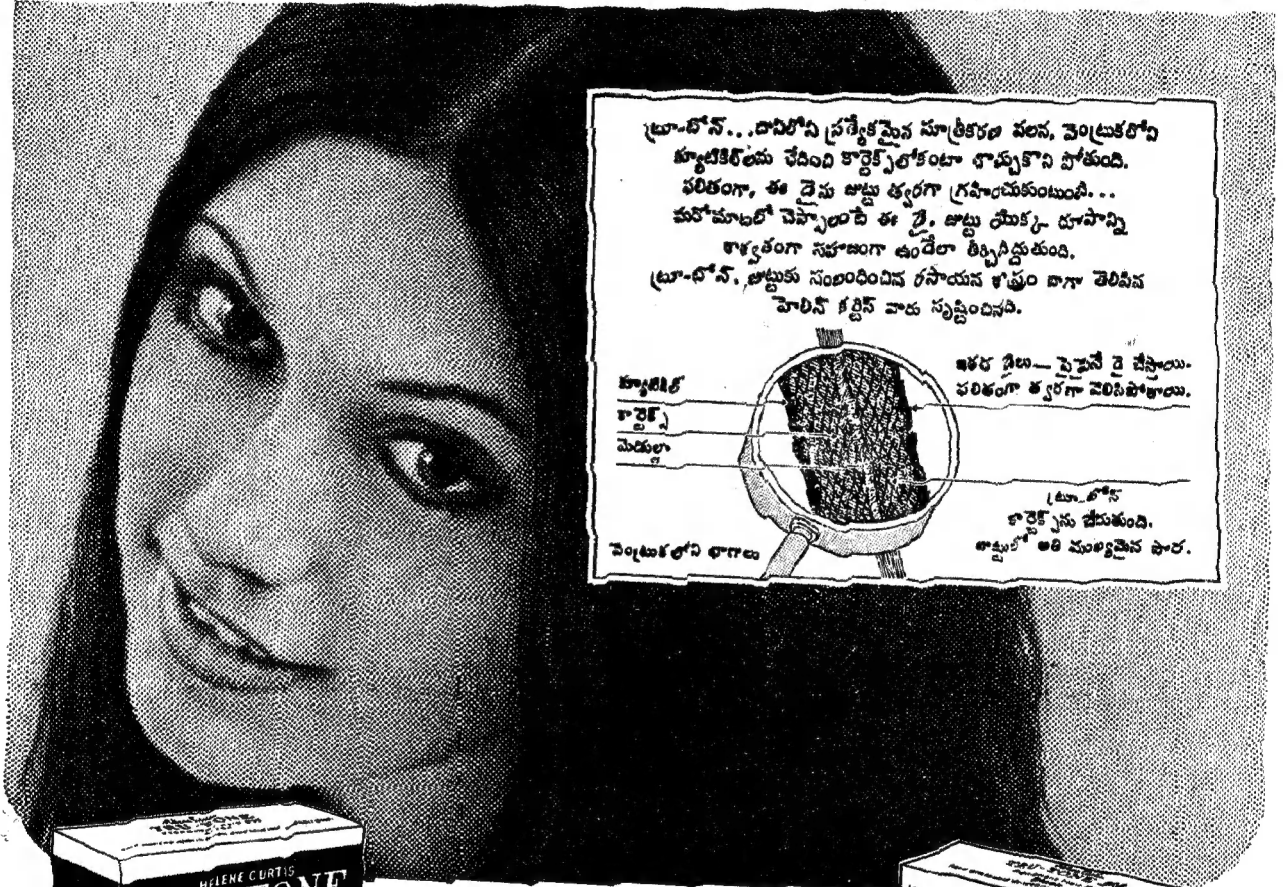 ట్రూ-టోన్...దానిలోని ప్రత్యేకమైన సూత్రీకరణ వలన, వెంట్రుకలోని
క్యూటికిల్‌లను ఛేదించి కార్టెక్స్‌లోకంటా చొచ్చుకొని పోతుంది.
ఫలితంగా, ఈ డైను జుట్టు త్వరగా గ్రహించుకుంటుంది...
మరోమాటలో చెప్పాలంటే ఈ డై, జుట్టు యొక్క రూపాన్ని
శాశ్వతంగా సహజంగా ఉండేలా తీర్చిదిద్దుతుంది.
ట్రూ-టోన్. జుట్టుకు సంబంధించిన రసాయన శాస్త్రం బాగా తెలిసిన
హెలిన్ కర్టిస్ వారు సృష్టించినది.
ఇతర డైలు— పైపైనే డై చేస్తాయి-
ఫలితంగా త్వరగా వెలిసిపోతాయి.
క్యూటికిల్
కార్టెక్స్
మెడుల్లా
ట్రూ-టోన్
కార్టెక్స్‌ను చేరుతుంది.
జుట్టులో అతి ముఖ్యమైన పొర.
వెంట్రుకలోని భాగాలు
HELENE CURTIS